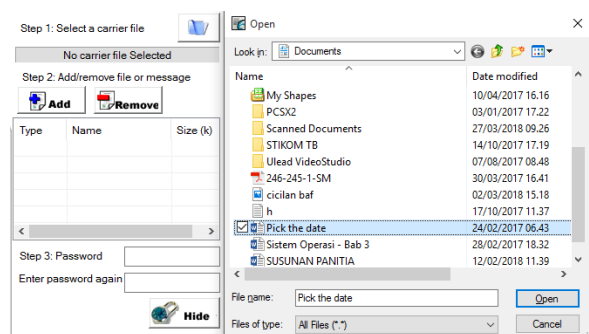 Step 1: Select a carrier file
No carrier file Selected
Step 2: Add/remove file or message
Add Remove
Type Name Size (k)
Step 3: Password
Enter password again
Hide
Open
Look in: Documents
Name Date modified
My Shapes 10/04/2017 16.16
PCSX2 03/01/2017 17.22
Scanned Documents 27/03/2018 09.26
STIKOM TB 14/10/2017 17.19
Ulead VideoStudio 07/08/2017 08.48
246-245-1-SM 30/03/2017 16.41
cicilan baf 02/03/2018 15.18
h 17/10/2017 11.37
Pick the date 24/02/2017 06.43
Sistem Operasi - Bab 3 28/02/2017 18.32
SUSUNAN PANITIA 12/02/2018 11.39
File name: Pick the date Open
Files of type: All Files (*.*) Cancel